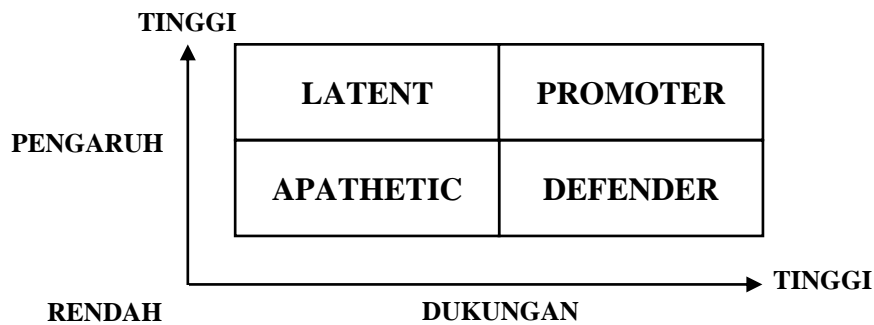 TINGGI
LATENT PROMOTER
PENGARUH
APATHETIC DEFENDER
TINGGI
RENDAH DUKUNGAN